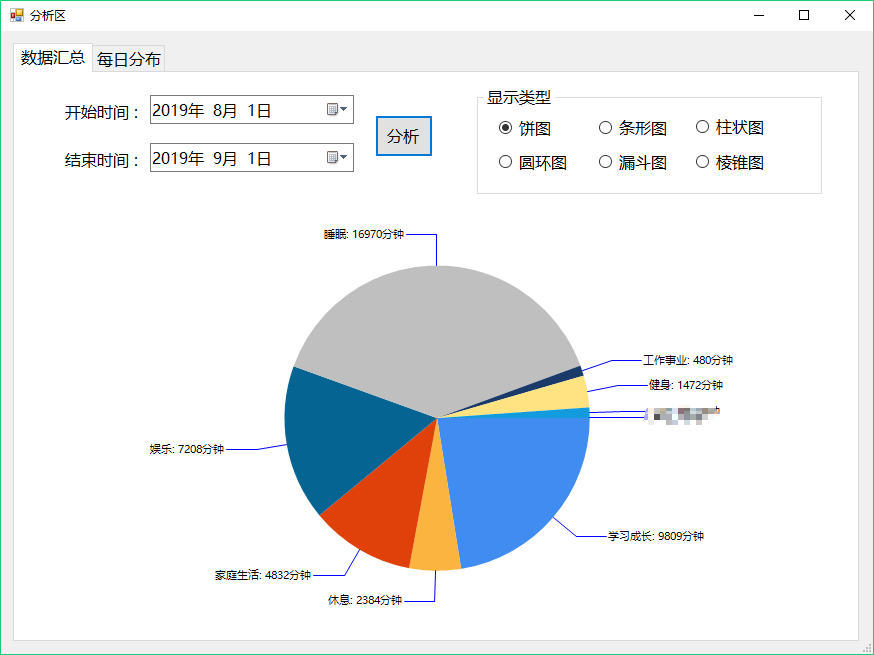 分析区
数据汇总 每日分布
开始时间： 2019年 8月 1日
结束时间： 2019年 9月 1日
分析
显示类型
饼图 条形图 柱状图
圆环图 漏斗图 棱锥图
睡眠: 16970分钟
工作事业: 480分钟
健身: 1472分钟
娱乐: 7208分钟
学习成长: 9809分钟
家庭生活: 4832分钟
休息: 2384分钟